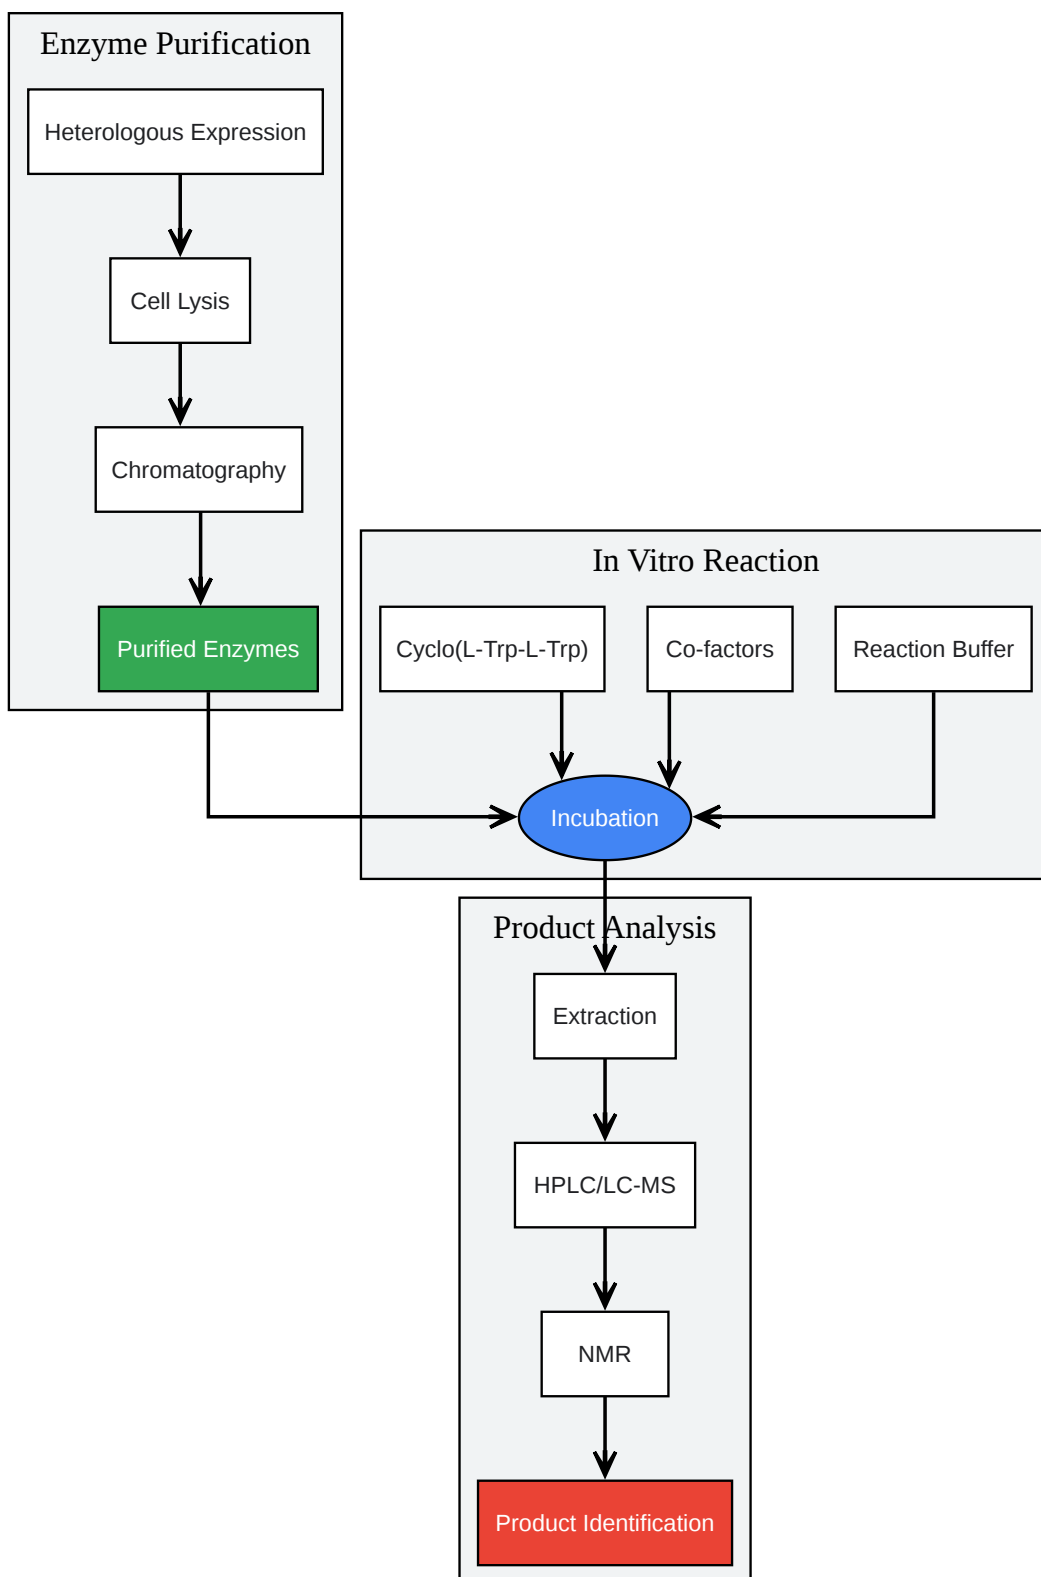 Enzyme Purification
Heterologous Expression
Cell Lysis
Chromatography
Purified Enzymes
In Vitro Reaction
Cyclo(L-Trp-L-Trp)
Co-factors
Reaction Buffer
Incubation
Product Analysis
Extraction
HPLC/LC-MS
NMR
Product Identification